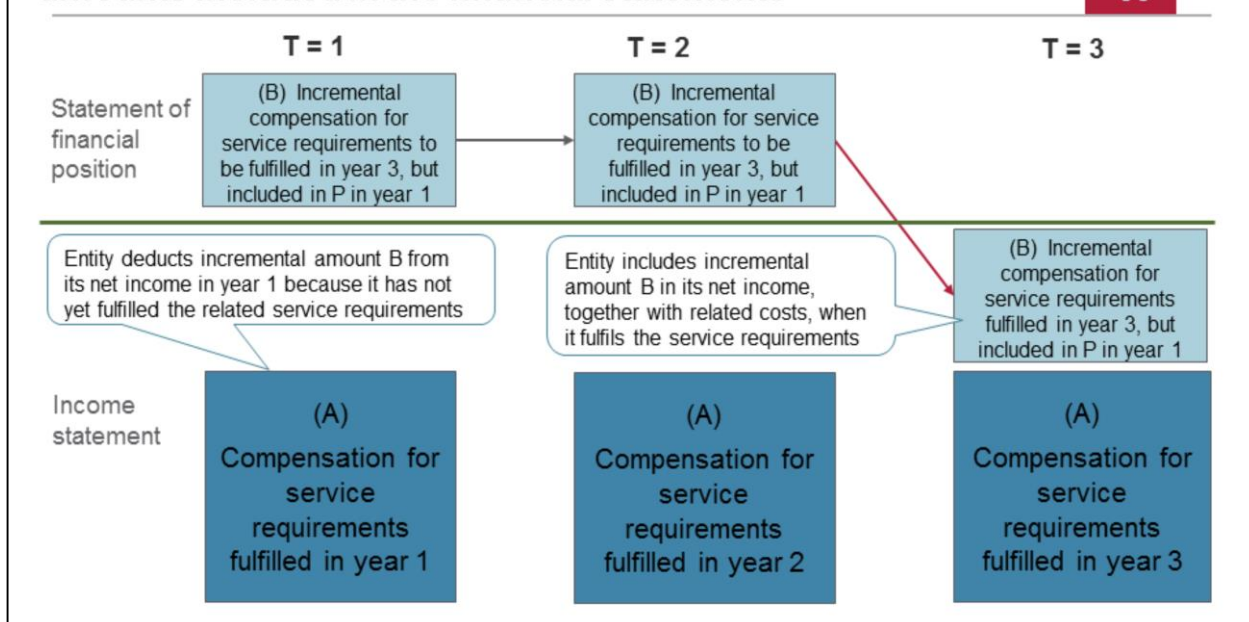 T = 1
T = 2
T = 3
Statement of
financial
position
(B) Incremental
compensation for
service requirements to
be fulfilled in year 3, but
included in P in year 1
(B) Incremental
compensation for service
requirements to be
fulfilled in year 3, but
included in P in year 1
Entity deducts incremental amount B from
its net income in year 1 because it has not
yet fulfilled the related service requirements
Entity includes incremental
amount B in its net income,
together with related costs, when
it fulfils the service requirements
(B) Incremental
compensation for
service requirements
fulfilled in year 3, but
included in P in year 1
Income
statement
(A)
Compensation for
service
requirements
fulfilled in year 1
(A)
Compensation for
service
requirements
fulfilled in year 2
(A)
Compensation for
service
requirements
fulfilled in year 3